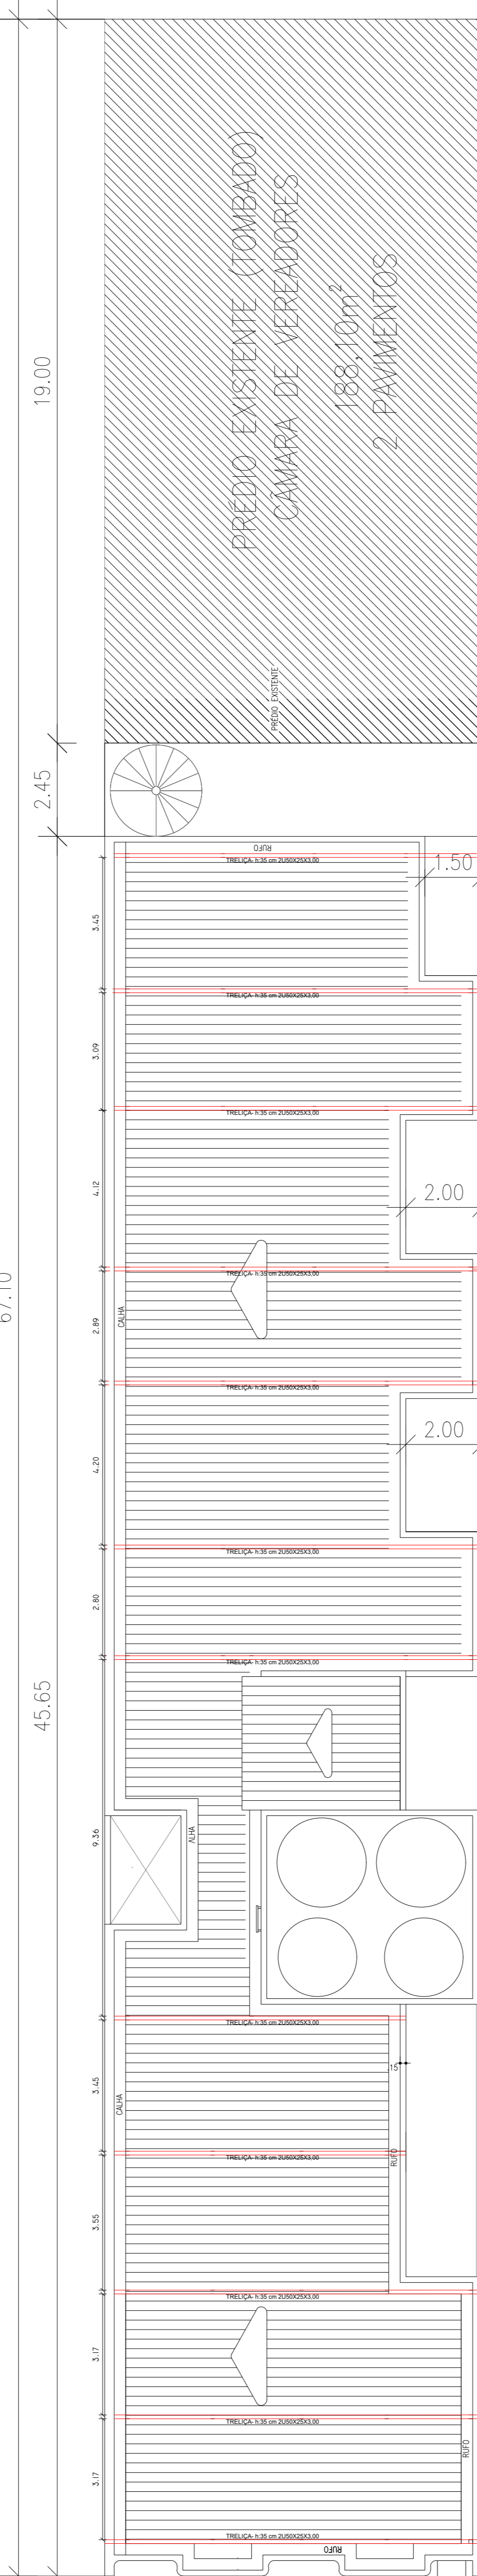 PRÉDIO EXISTENTE (TOMBADO)
CÂMARA DE VEREADORES
188,10m²
2 PAVIMENTOS
19.00
PRÉDIO EXISTENTE
2.45
RUFO
TRELIÇA- h:35 cm 2U50X25X3,00
1.50
3.45
TRELIÇA- h:35 cm 2U50X25X3,00
3.09
TRELIÇA- h:35 cm 2U50X25X3,00
4.12
2.00
TRELIÇA- h:35 cm 2U50X25X3,00
67.10
CALHA
2.89
TRELIÇA- h:35 cm 2U50X25X3,00
2.00
4.20
TRELIÇA- h:35 cm 2U50X25X3,00
2.80
TRELIÇA- h:35 cm 2U50X25X3,00
45.65
9.36
ALHA
TRELIÇA- h:35 cm 2U50X25X3,00
.15
3.45
CALHA
TRELIÇA- h:35 cm 2U50X25X3,00
RUFO
3.55
TRELIÇA- h:35 cm 2U50X25X3,00
3.17
TRELIÇA- h:35 cm 2U50X25X3,00
RUFO
3.17
TRELIÇA- h:35 cm 2U50X25X3,00
RUFO